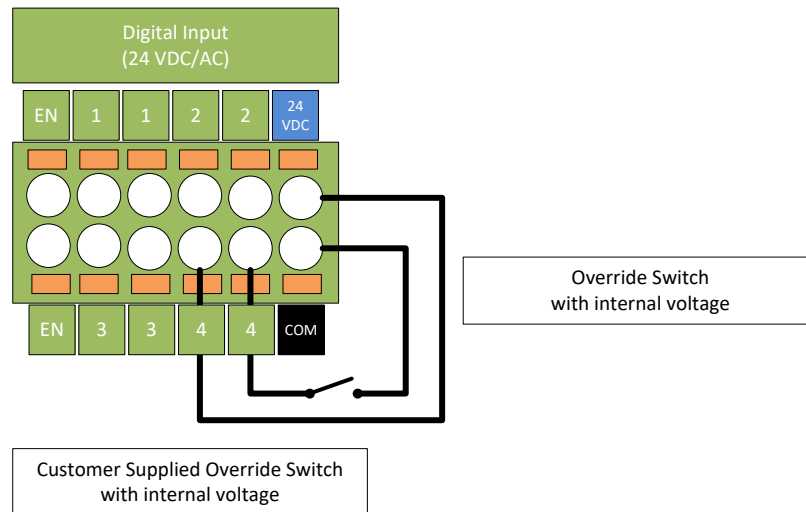 Digital Input
(24 VDC/AC)
EN 1 1 2 2 24
VDC
EN 3 3 4 4 COM
Override Switch
with internal voltage
Customer Supplied Override Switch
with internal voltage